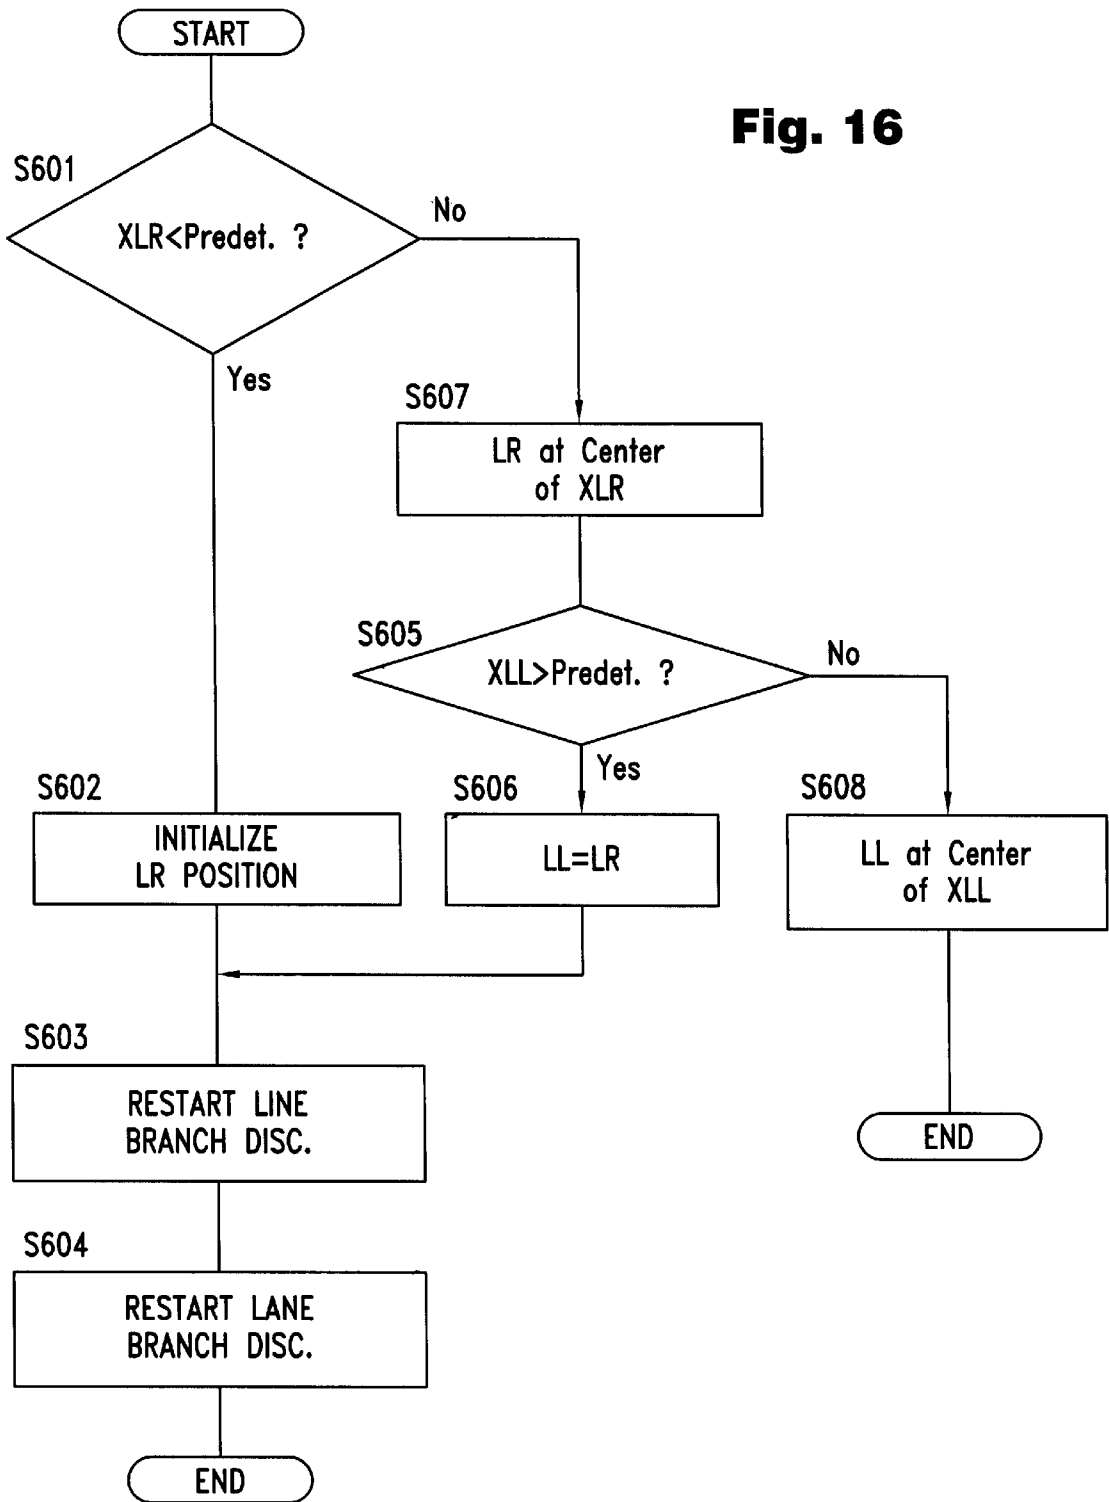 START
Fig. 16
S601
XLR<Predet. ?
No
Yes
S607
LR at Center
of XLR
S605
XLL>Predet. ?
No
Yes
S602
INITIALIZE
LR POSITION
S606
LL=LR
S608
LL at Center
of XLL
S603
RESTART LINE
BRANCH DISC.
END
S604
RESTART LANE
BRANCH DISC.
END